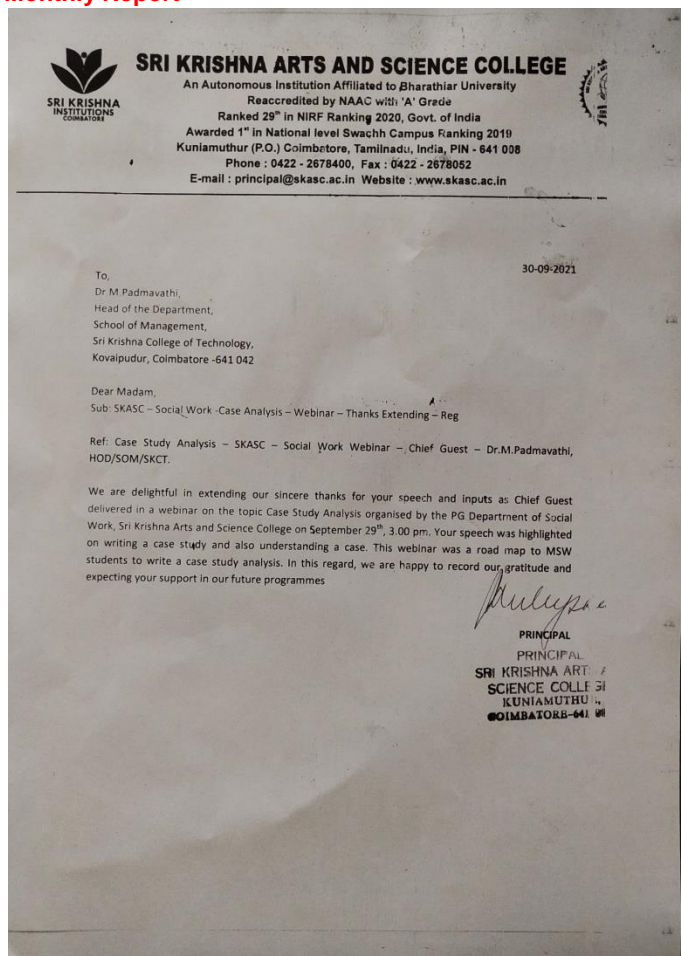 Monthly Report
SRI KRISHNA
INSTITUTIONS
COIMBATORE
SRI KRISHNA ARTS AND SCIENCE COLLEGE
An Autonomous Institution Affiliated to Bharathiar University
Reaccredited by NAAC with 'A' Grade
Ranked 29th in NIRF Ranking 2020, Govt. of India
Awarded 1st in National level Swachh Campus Ranking 2019
Kuniamuthur (P.O.) Coimbatore, Tamilnadu, India, PIN - 641 008
Phone : 0422 - 2678400, Fax : 0422 - 2678052
E-mail : principal@skasc.ac.in Website : www.skasc.ac.in
30-09-2021
To,
Dr M.Padmavathi,
Head of the Department,
School of Management,
Sri Krishna College of Technology,
Kovaipudur, Coimbatore -641 042
Dear Madam,
Sub: SKASC – Social Work -Case Analysis – Webinar – Thanks Extending – Reg
Ref: Case Study Analysis – SKASC – Social Work Webinar – Chief Guest – Dr.M.Padmavathi,
HOD/SOM/SKCT.
We are delightful in extending our sincere thanks for your speech and inputs as Chief Guest
delivered in a webinar on the topic Case Study Analysis organised by the PG Department of Social
Work, Sri Krishna Arts and Science College on September 29th, 3.00 pm. Your speech was highlighted
on writing a case study and also understanding a case. This webinar was a road map to MSW
students to write a case study analysis. In this regard, we are happy to record our gratitude and
expecting your support in our future programmes
PRINCIPAL
PRINCIPAL
SRI KRISHNA ART
SCIENCE COLLE
KUNIAMUTHU
COIMBATORE-641